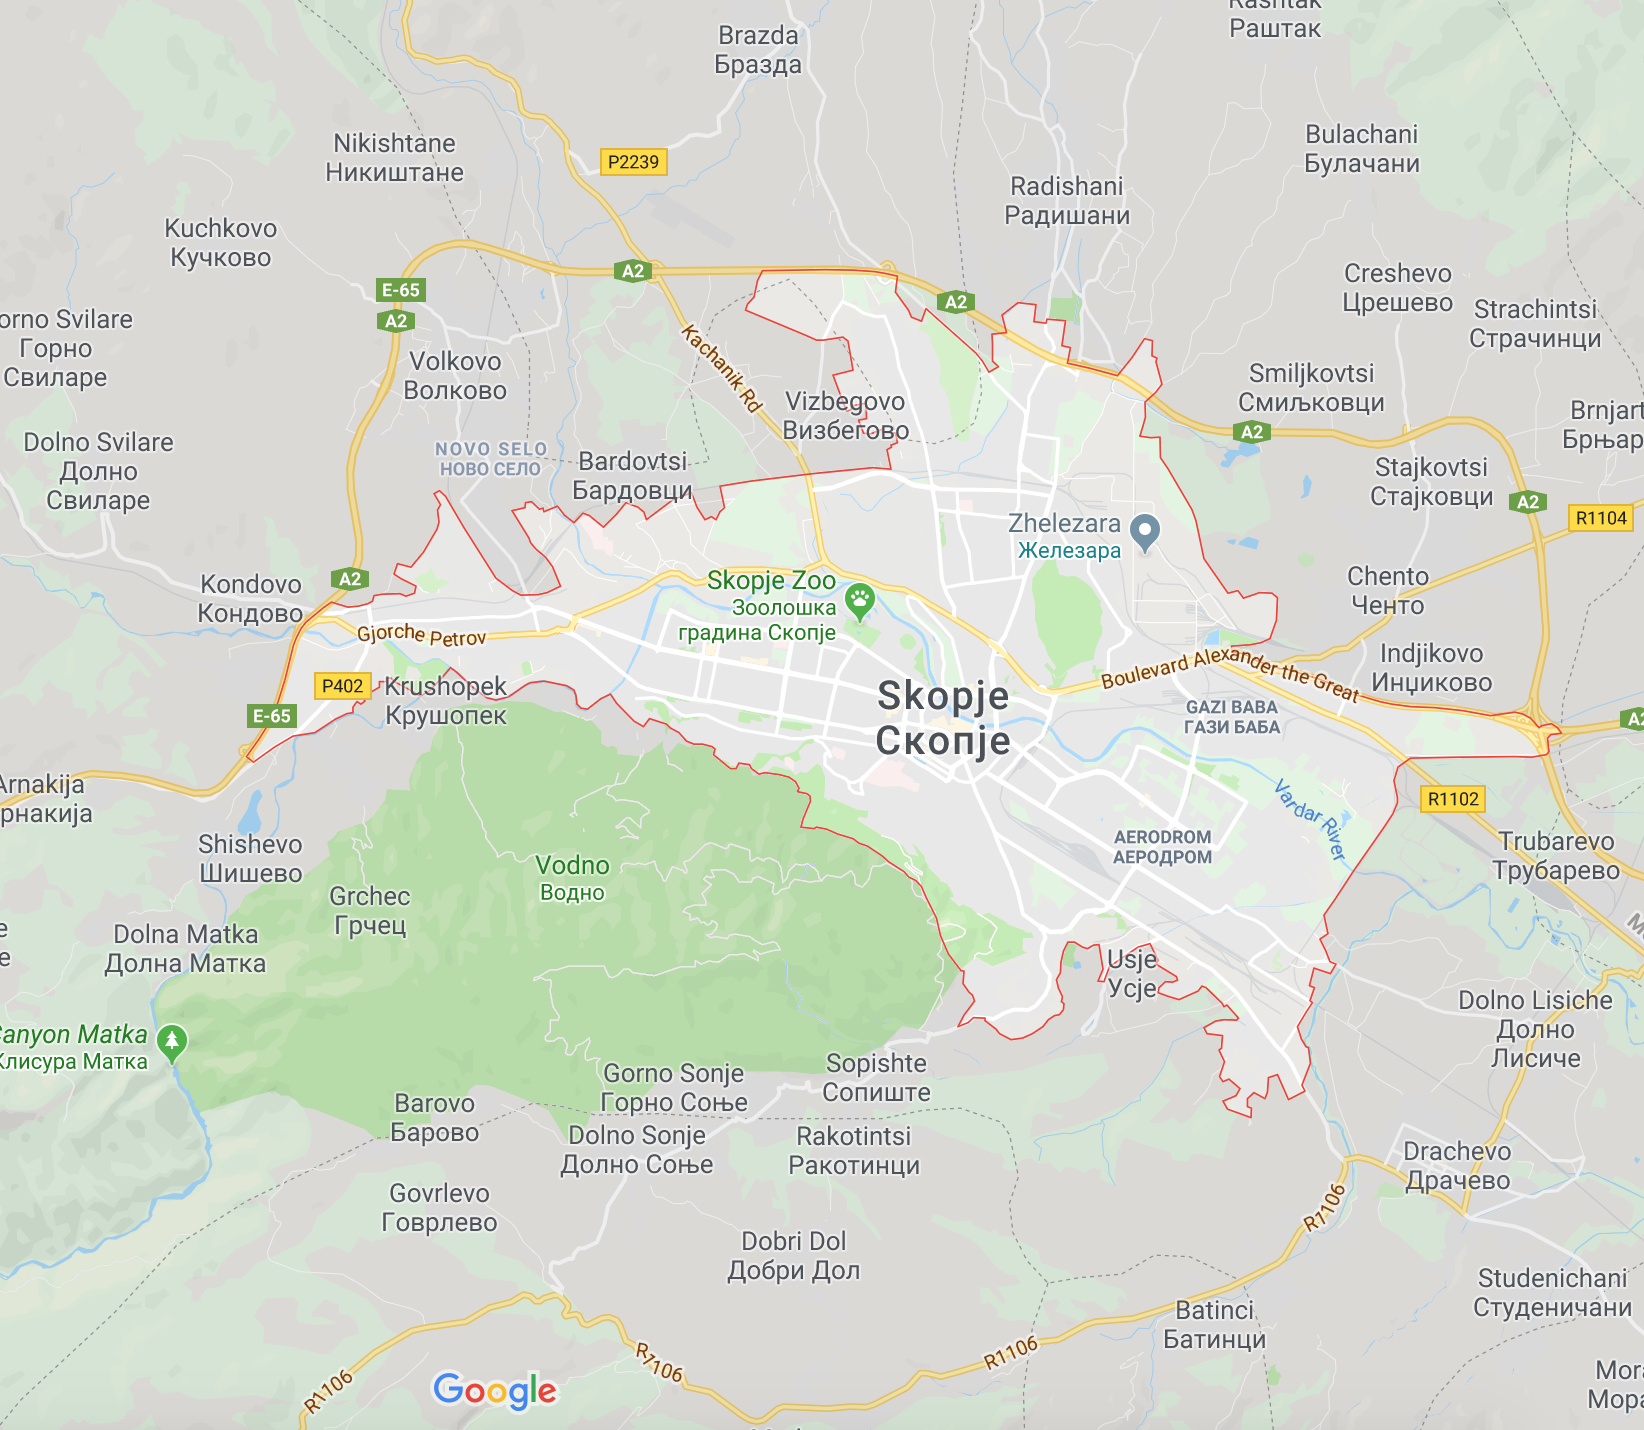 Rashtak
Раштак
Brazda
Бразда
Nikishtane
Никиштане
P2239
Bulachani
Булачани
Radishani
Радишани
Kuchkovo
Кучково
A2
E-65
A2
A2
Creshevo
Црешево
Strachintsi
Страчинци
orno Svilare
Горно
Свиларе
Kachanik Rd
Volkovo
Волково
Vizbegovo
Визбегово
Smiljkovtsi
Смиљковци
Brnjart
Брњар
A2
Dolno Svilare
Долно
Свиларе
NOVO SELO
НОВО СЕЛО
Bardovtsi
Бардовци
Stajkovtsi
Стајковци
A2
R1104
Zhelezara
Железара
A2
Kondovo
Кондово
Skopje Zoo
Зоолошка
градина Скопје
Chento
Ченто
Gjorche Petrov
Boulevard Alexander the Great
Indjikovo
Инџиково
P402
Krushopek
Крушопек
E-65
Skopje
Скопје
GAZI BABA
ГАЗИ БАБА
A2
Arnakija
рнакија
R1102
Vardar River
Shishevo
Шишево
AERODROM
АЕРОДРОМ
Trubarevo
Трубарево
Vodno
Водно
Grchec
Грчец
e
е
Dolna Matka
Долна Матка
Usje
Усје
Dolno Lisiche
Долно
Лисиче
Canyon Matka
Клисура Матка
Gorno Sonje
Горно Соње
Sopishte
Сопиште
Barovo
Барово
Dolno Sonje
Долно Соње
Rakotintsi
Ракотинци
Drachevo
Драчево
Govrlevo
Говрлево
R1106
Dobri Dol
Добри Дол
Studenichani
Студеничани
Batinci
Батинци
R1106
R1106
R1106
Google
Mora
Мора